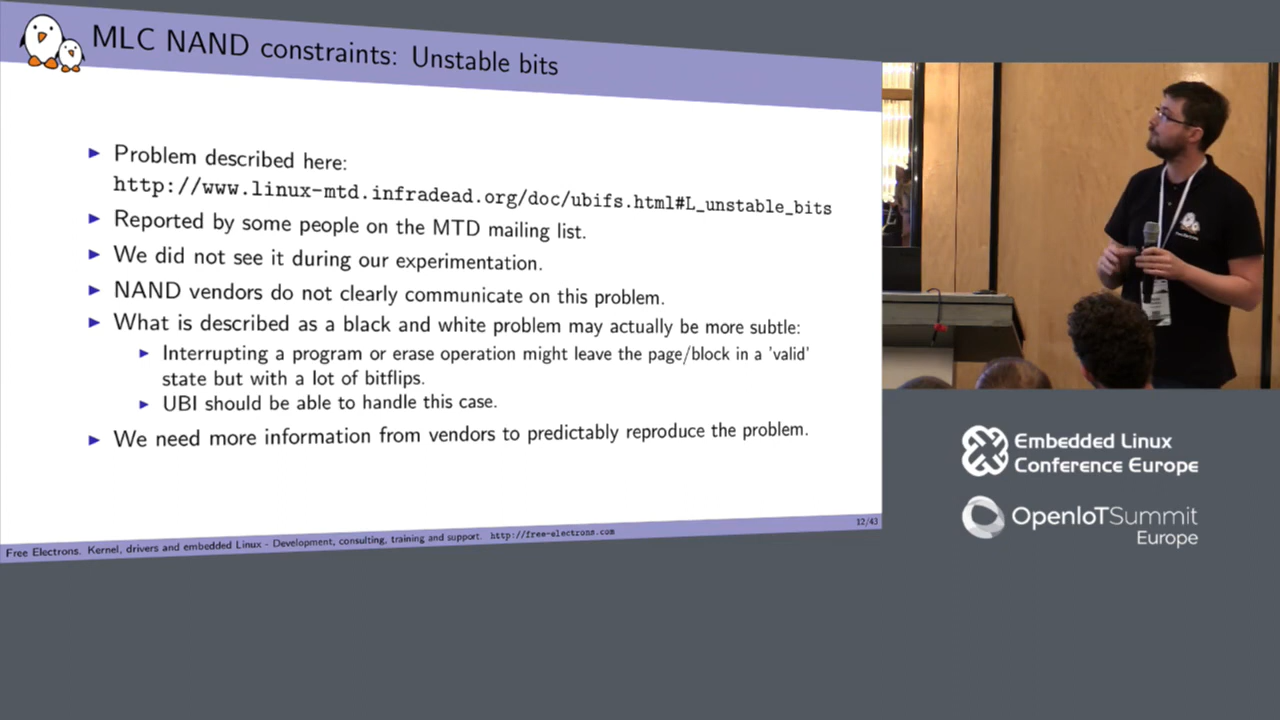 MLC NAND constraints: Unstable bits
Problem described here:
http://www.linux-mtd.infradead.org/doc/ubifs.html#L_unstable_bits
Reported by some people on the MTD mailing list.
We did not see it during our experimentation.
NAND vendors do not clearly communicate on this problem.
What is described as a black and white problem may actually be more subtle:
Interrupting a program or erase operation might leave the page/block in a 'valid'
state but with a lot of bitflips.
UBI should be able to handle this case.
We need more information from vendors to predictably reproduce the problem.
Free Electrons. Kernel, drivers and embedded Linux - Development, consulting, training and support. http://free-electrons.com
12/43
Embedded Linux
Conference Europe
OpenIoTSummit
Europe